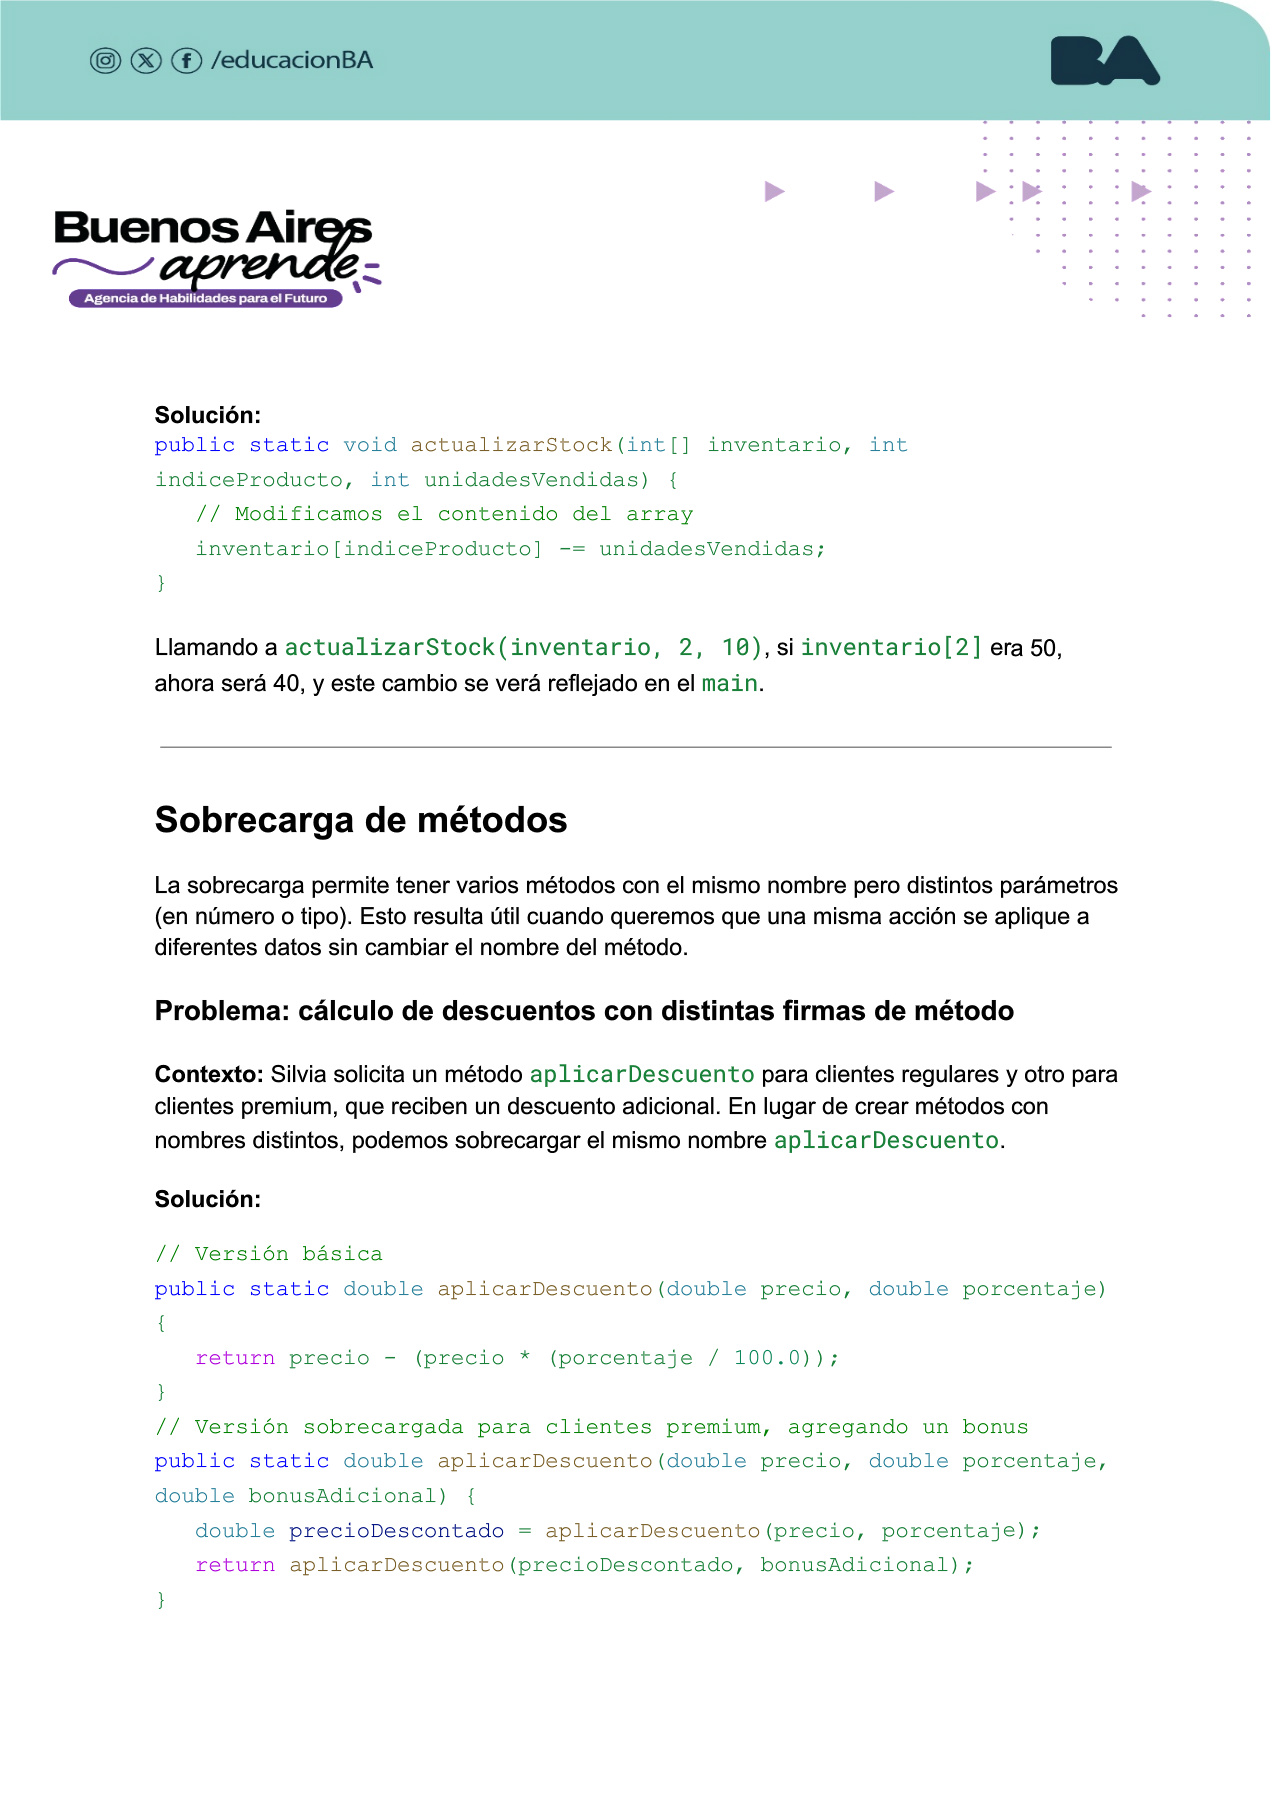 /educacionBA
BA
Buenos Aires
aprende
Agencia de Habilidades para el Futuro
Solución:
public static void actualizarStock(int[] inventario, int
indiceProducto, int unidadesVendidas) {
   // Modificamos el contenido del array
   inventario[indiceProducto] -= unidadesVendidas;
}
Llamando a actualizarStock(inventario, 2, 10), si inventario[2] era 50,
ahora será 40, y este cambio se verá reflejado en el main.
Sobrecarga de métodos
La sobrecarga permite tener varios métodos con el mismo nombre pero distintos parámetros
(en número o tipo). Esto resulta útil cuando queremos que una misma acción se aplique a
diferentes datos sin cambiar el nombre del método.
Problema: cálculo de descuentos con distintas firmas de método
Contexto: Silvia solicita un método aplicarDescuento para clientes regulares y otro para
clientes premium, que reciben un descuento adicional. En lugar de crear métodos con
nombres distintos, podemos sobrecargar el mismo nombre aplicarDescuento.
Solución:
// Versión básica
public static double aplicarDescuento(double precio, double porcentaje)
{
   return precio - (precio * (porcentaje / 100.0));
}
// Versión sobrecargada para clientes premium, agregando un bonus
public static double aplicarDescuento(double precio, double porcentaje,
double bonusAdicional) {
   double precioDescontado = aplicarDescuento(precio, porcentaje);
   return aplicarDescuento(precioDescontado, bonusAdicional);
}